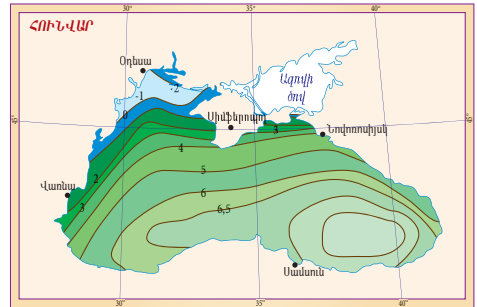 30°
35°
40°
ՀՈՒՆՎԱՐ
Օդեսա
-2
-1
Ազովի
ծով
0
45°
45°
Սիմֆերոպոլ
3
Նովոռոսիյսկ
4
2
5
Վառնա
6
3
6,5
Սամսուն
30°
35°
40°